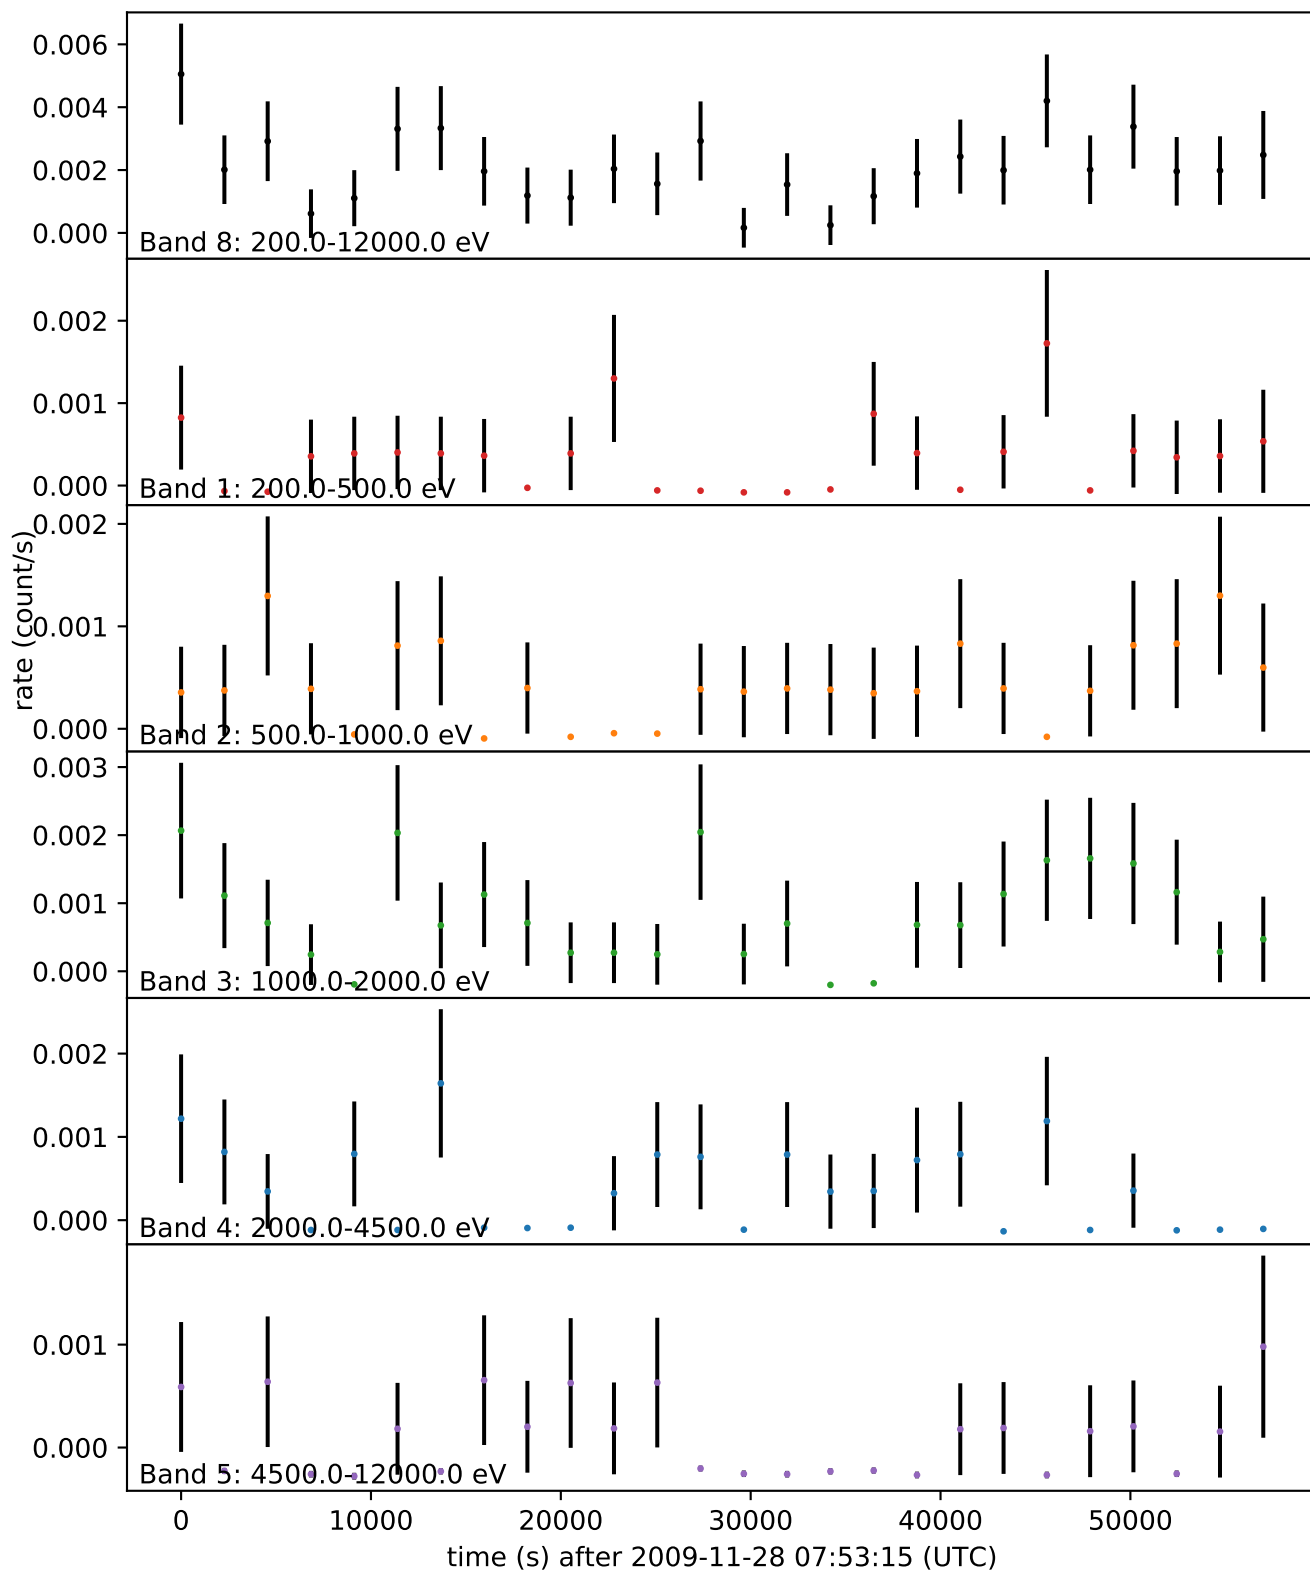 0.006
0.004
0.002
0.000
Band 8: 200.0-12000.0 eV
0.002
0.001
0.000
Band 1: 200.0-500.0 eV
0.002
rate (count/s)
0.001
0.000
Band 2: 500.0-1000.0 eV
0.003
0.002
0.001
0.000
Band 3: 1000.0-2000.0 eV
0.002
0.001
0.000
Band 4: 2000.0-4500.0 eV
0.001
0.000
Band 5: 4500.0-12000.0 eV
0 10000 20000 30000 40000 50000
time (s) after 2009-11-28 07:53:15 (UTC)